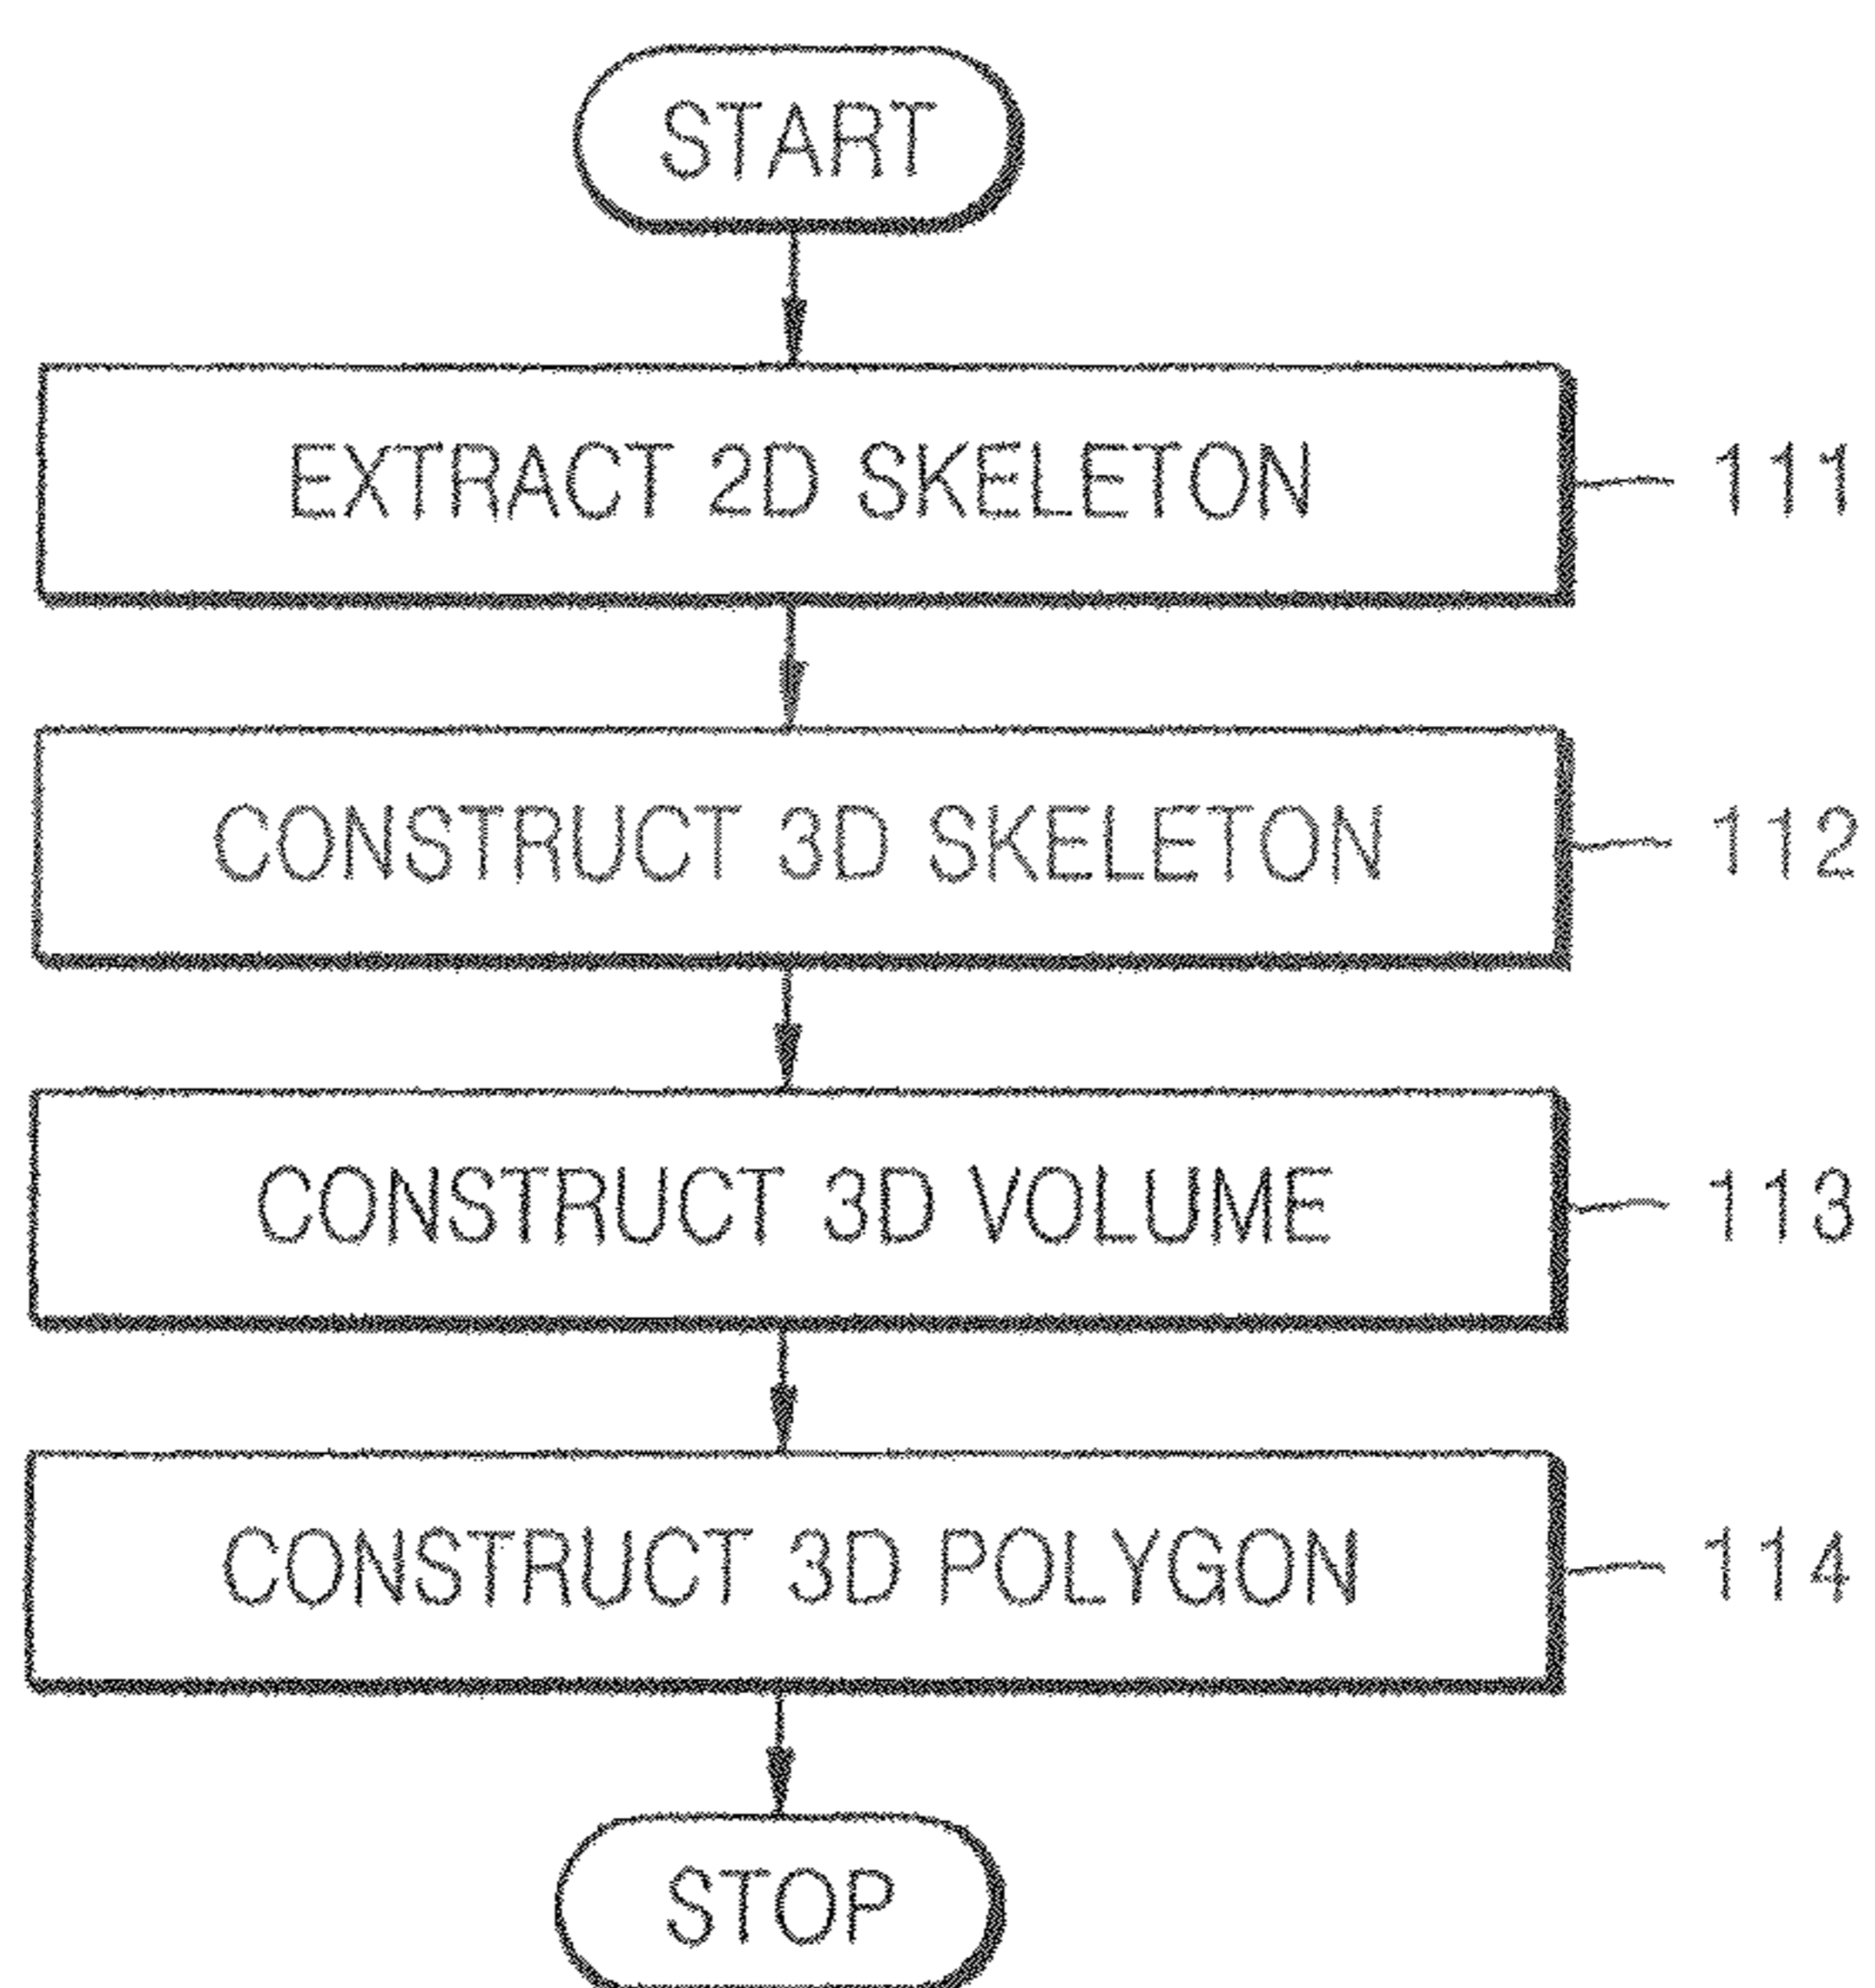 START
EXTRACT 2D SKELETON 111
CONSTRUCT 3D SKELETON 112
CONSTRUCT 3D VOLUME 113
CONSTRUCT 3D POLYGON 114
STOP